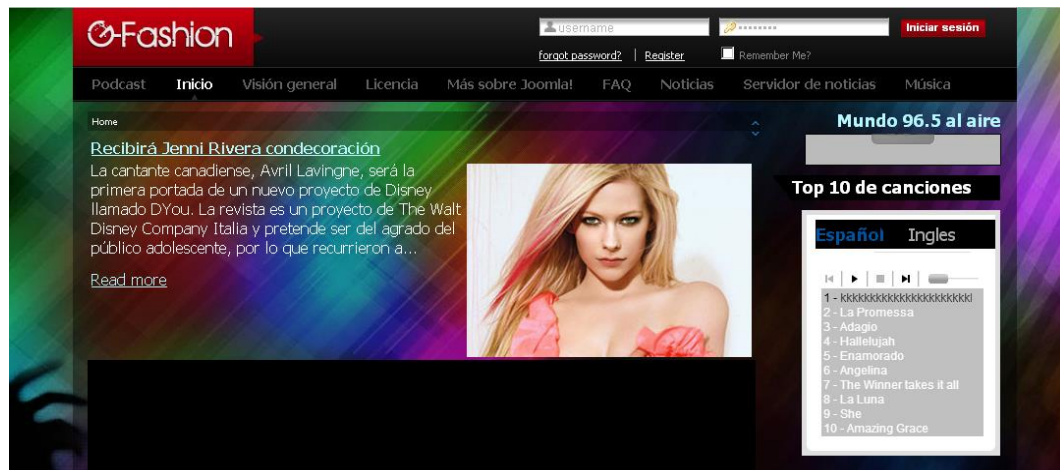 G-Fashion
username
••••••••
Iniciar sesión
forgot password? | Register
Remember Me?
Podcast Inicio Visión general Licencia Más sobre Joomla! FAQ Noticias Servidor de noticias Música
Home
Recibirá Jenni Rivera condecoración
La cantante canadiense, Avril Lavingne, será la
primera portada de un nuevo proyecto de Disney
llamado DYou. La revista es un proyecto de The Walt
Disney Company Italia y pretende ser del agrado del
público adolescente, por lo que recurrieron a...
Read more
Mundo 96.5 al aire
Top 10 de canciones
Español Ingles
1 - kkkkkkkkkkkkkkkkkkkkkkk
2 - La Promessa
3 - Adagio
4 - Hallelujah
5 - Enamorado
6 - Angelina
7 - The Winner takes it all
8 - La Luna
9 - She
10 - Amazing Grace